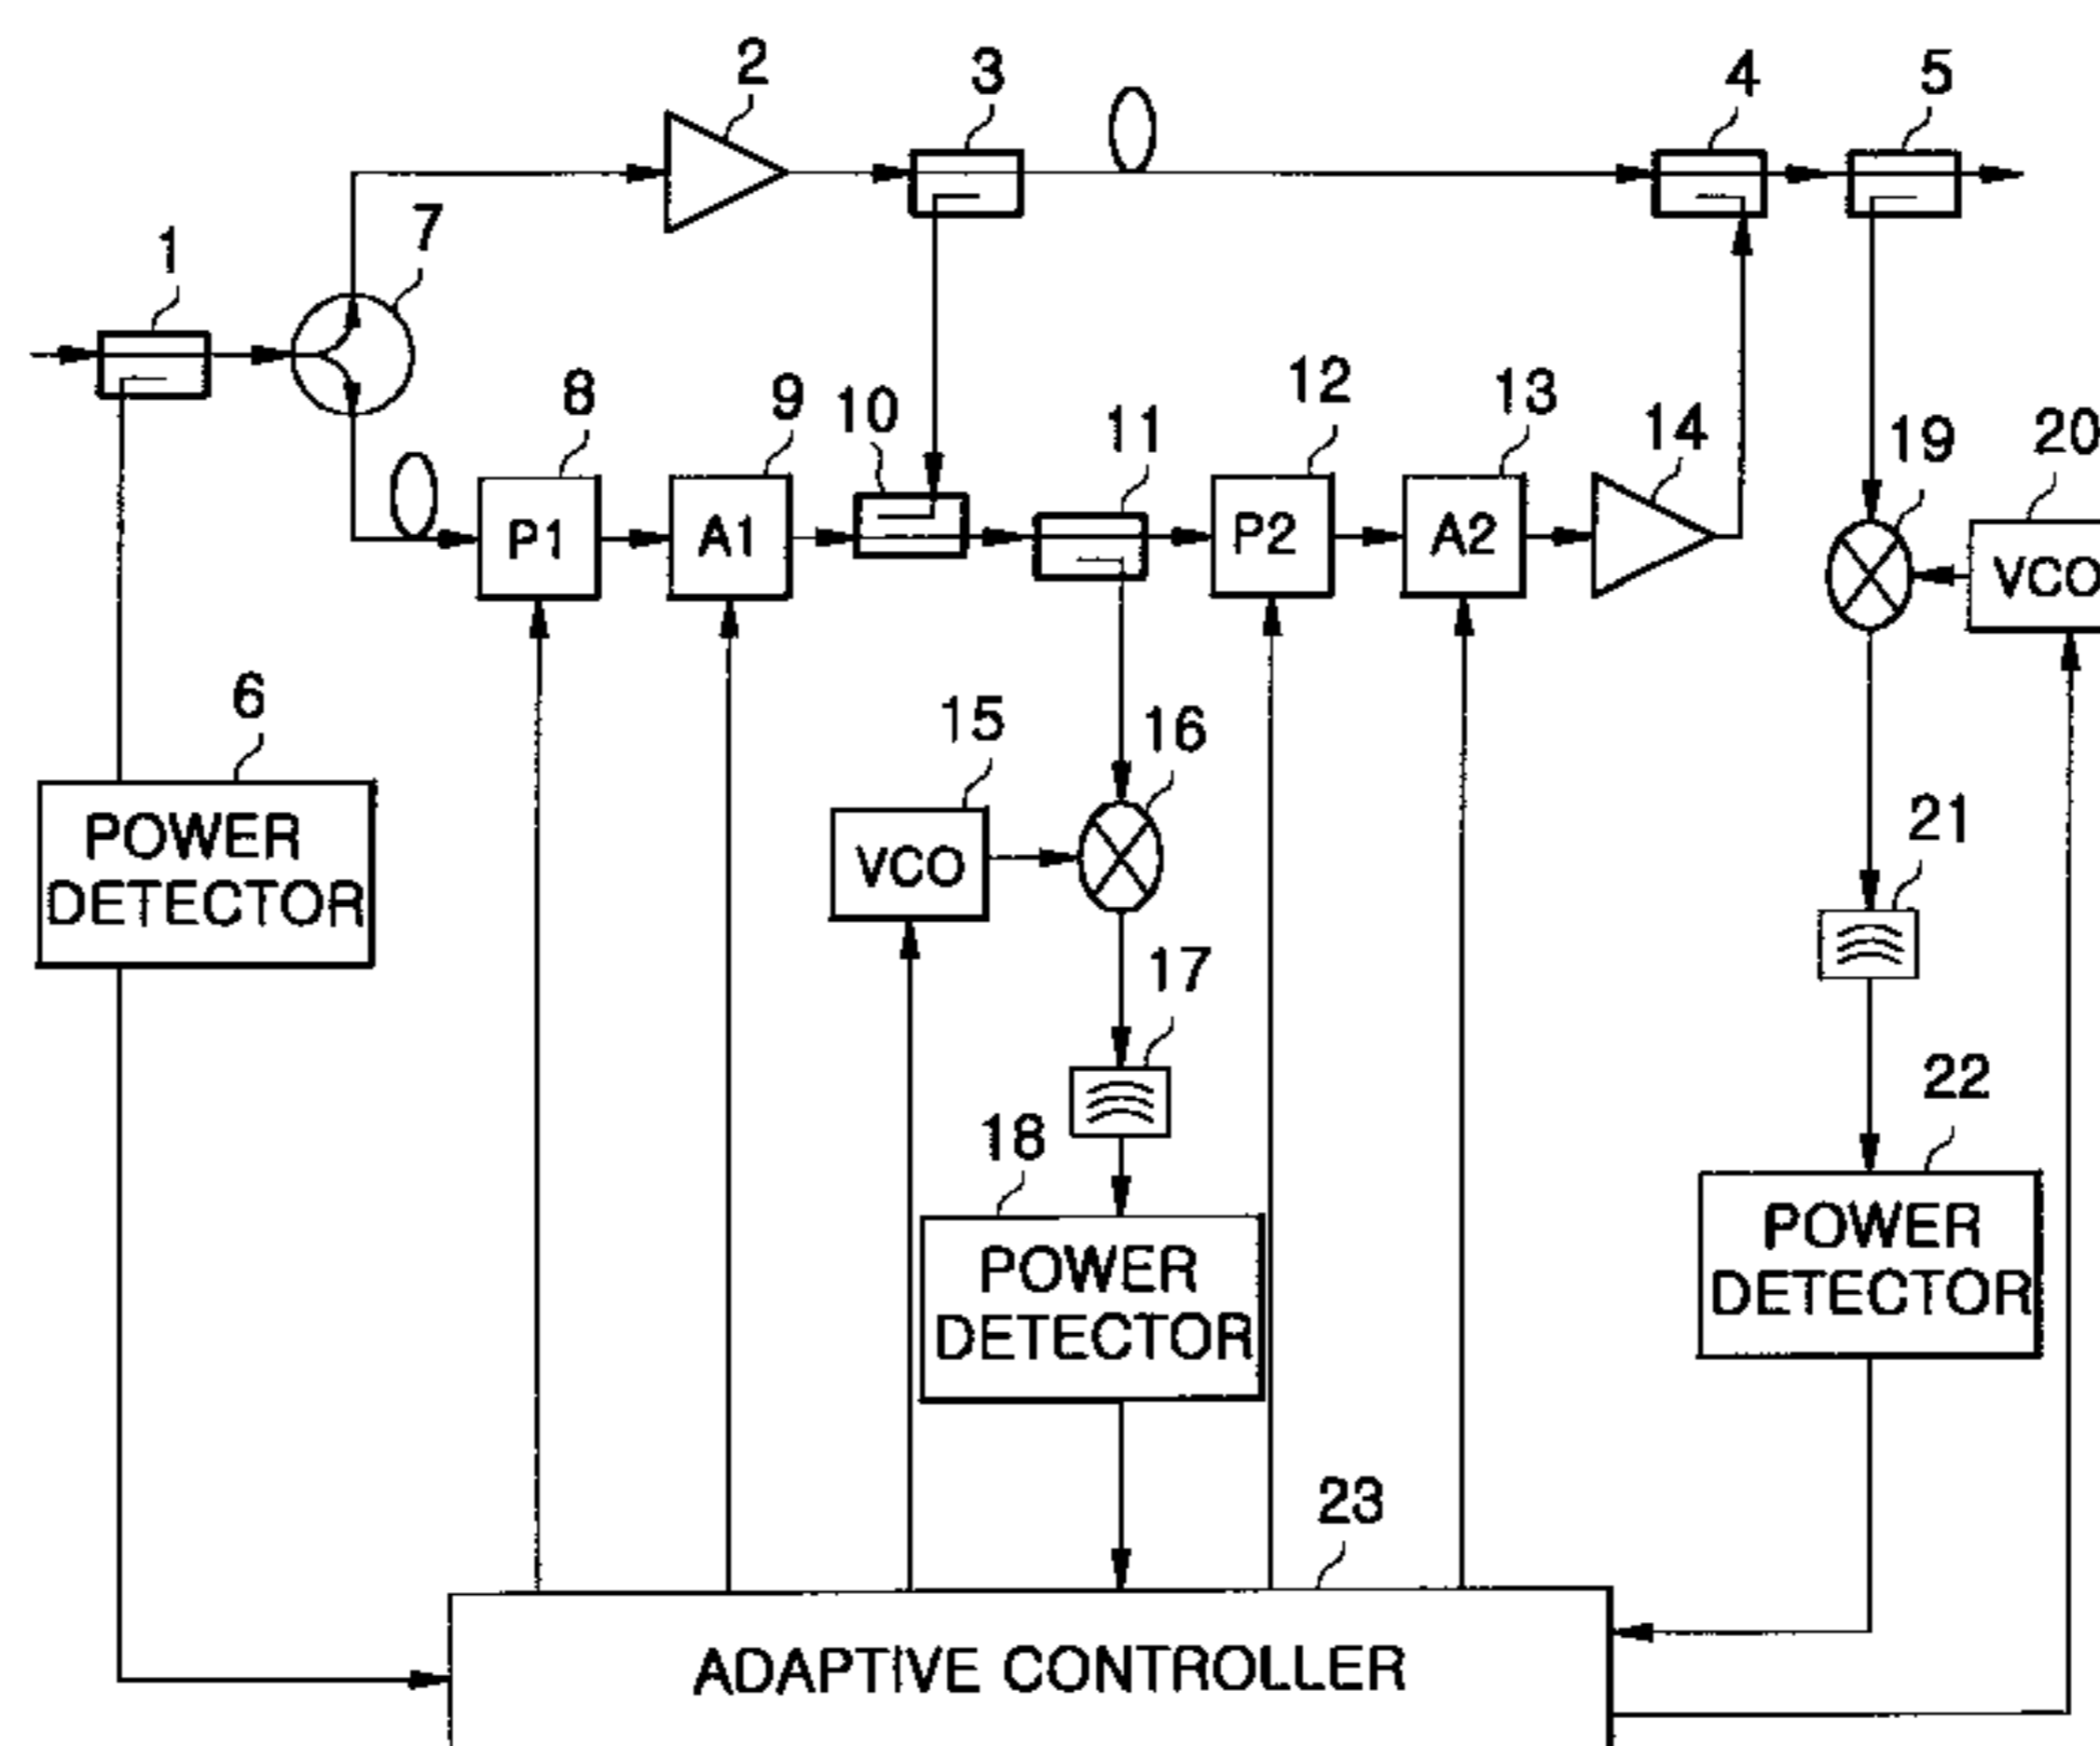 2
3
4
5
1
7
8
9
10
11
12
13
14
19
20
P1
A1
P2
A2
VCO
6
15
16
POWER
DETECTOR
VCO
21
17
18
22
POWER
DETECTOR
POWER
DETECTOR
23
ADAPTIVE CONTROLLER